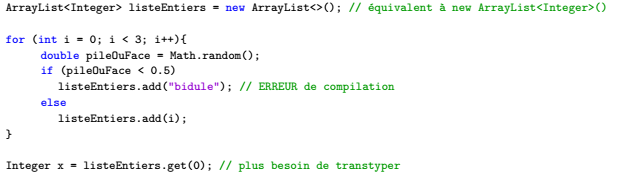 ArrayList<Integer> listeEntiers = new ArrayList<>(); // équivalent à new ArrayList<Integer>()
for (int i = 0; i < 3; i++){
double pileOuFace = Math.random();
if (pileOuFace < 0.5)
listeEntiers.add("bidule"); // ERREUR de compilation
else
listeEntiers.add(i);
}
Integer x = listeEntiers.get(0); // plus besoin de transtyper